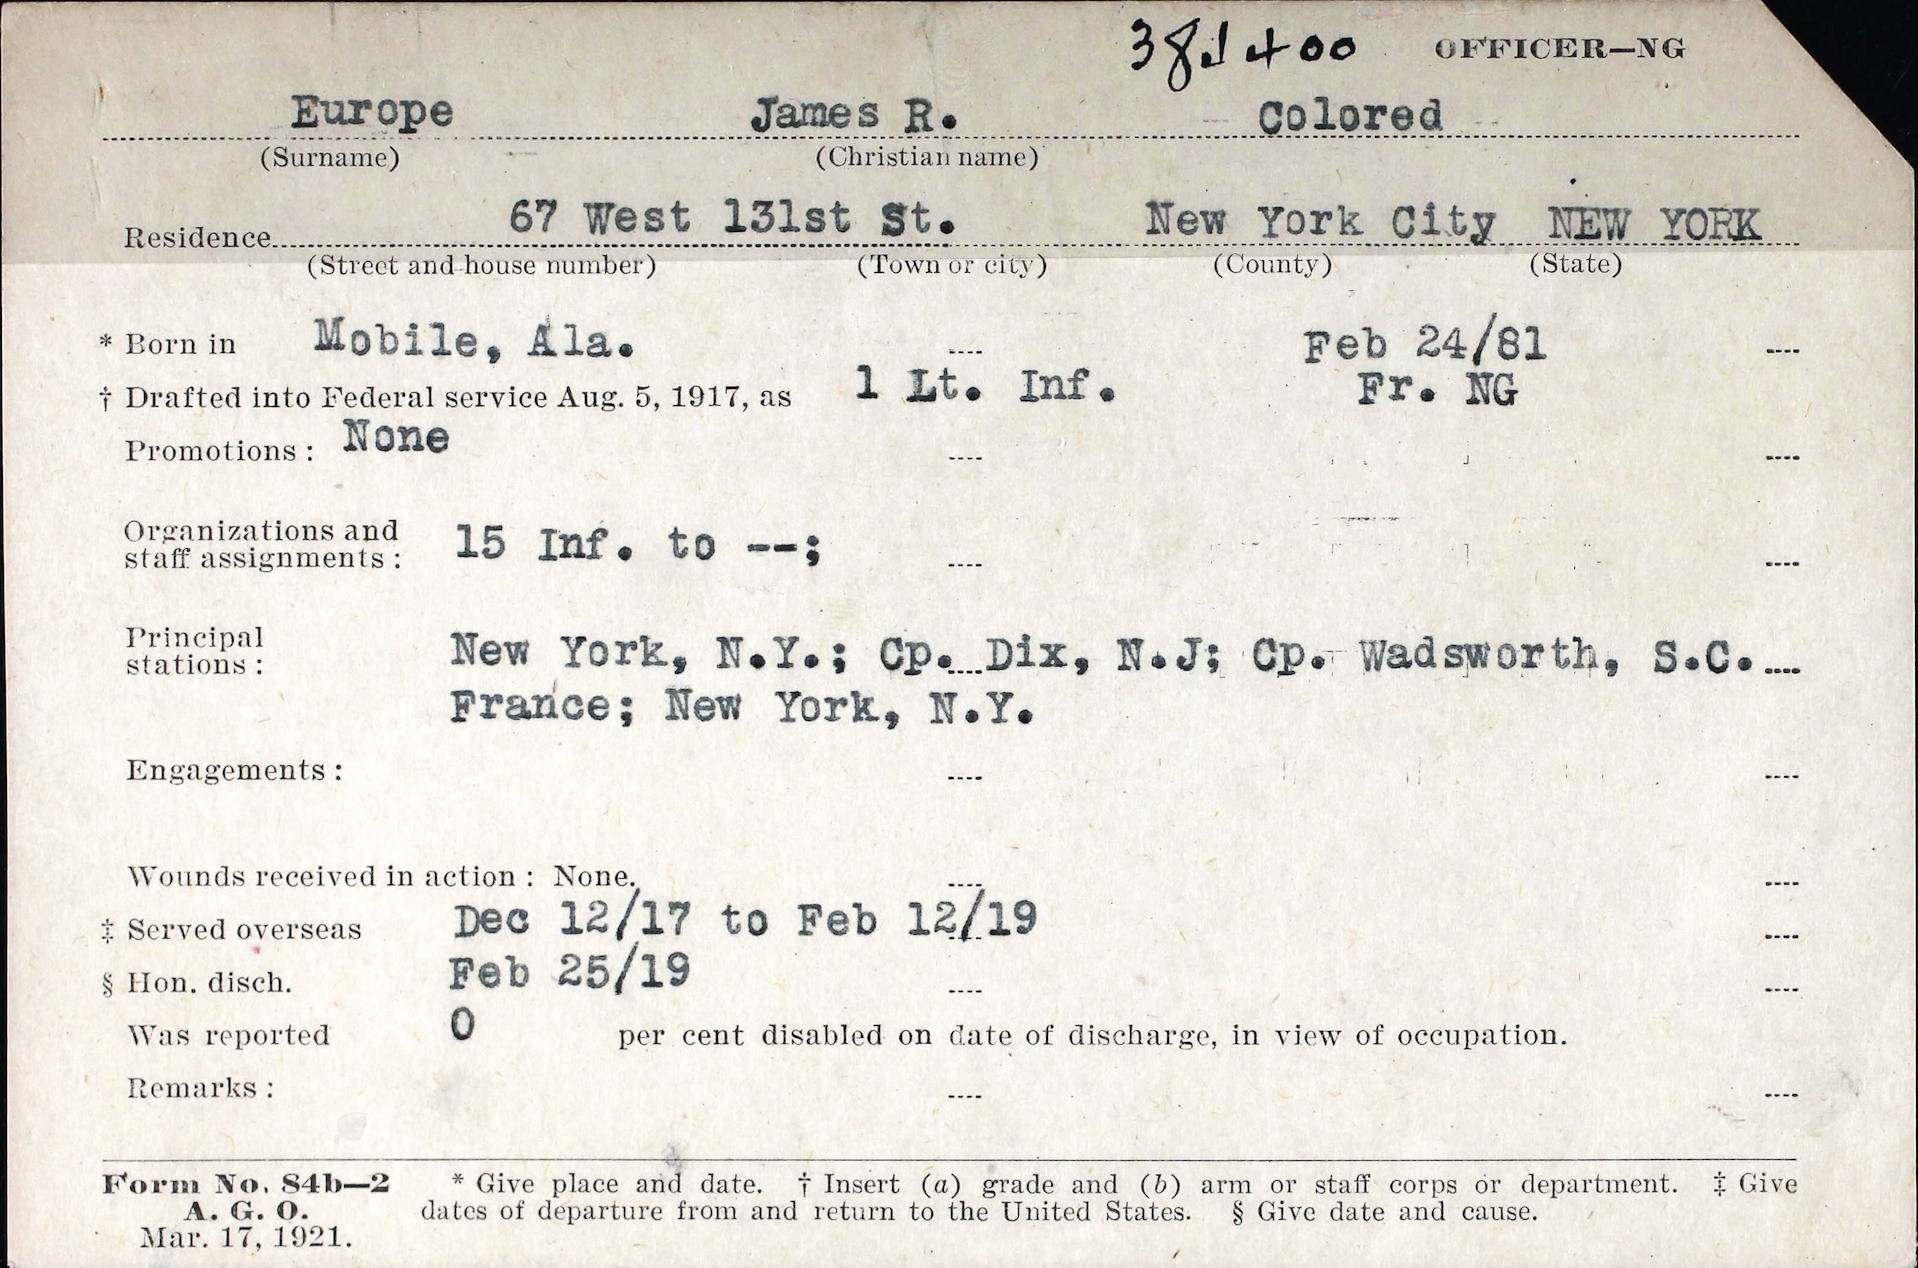 OFFICER—NG
Europe James R. Colored
(Surname) (Christian name)
Residence 67 West 131st St. New York City NEW YORK
(Street and house number) (Town or city) (County) (State)
* Born in Mobile, Ala. Feb 24/81
† Drafted into Federal service Aug. 5, 1917, as 1 Lt. Inf. Fr. NG
Promotions: None
Organizations and
staff assignments: 15 Inf. to --;
Principal
stations: New York, N.Y.; Cp. Dix, N.J; Cp. Wadsworth, S.C.
France; New York, N.Y.
Engagements:
Wounds received in action: None.
‡ Served overseas Dec 12/17 to Feb 12/19
§ Hon. disch. Feb 25/19
Was reported 0 per cent disabled on date of discharge, in view of occupation.
Remarks:
Form No. 84b—2 * Give place and date. † Insert (a) grade and (b) arm or staff corps or department. ‡ Give
A. G. O. dates of departure from and return to the United States. § Give date and cause.
Mar. 17, 1921.